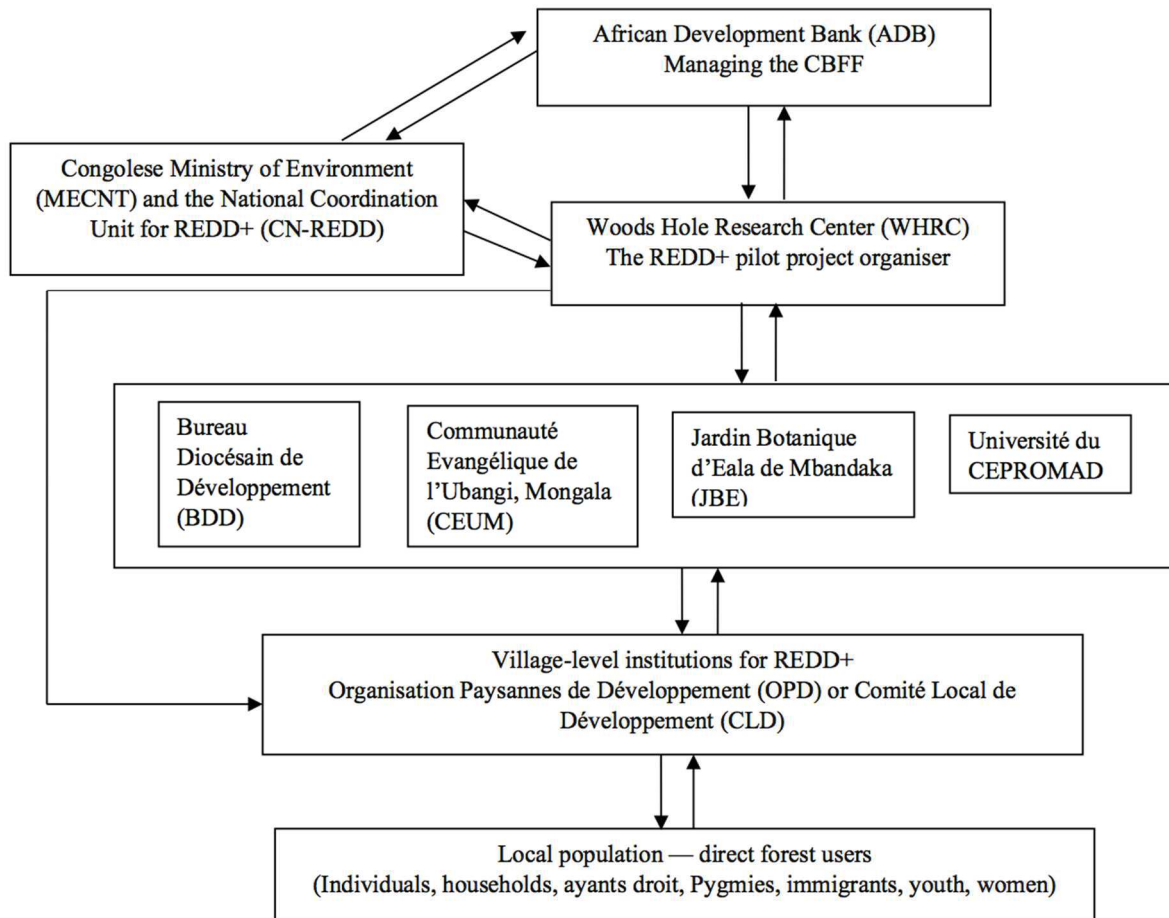 African Development Bank (ADB)
Managing the CBFF
Congolese Ministry of Environment
(MECNT) and the National Coordination
Unit for REDD+ (CN-REDD)
Woods Hole Research Center (WHRC)
The REDD+ pilot project organiser
Bureau
Diocésain de
Développement
(BDD)
Communauté
Evangélique de
l’Ubangi, Mongala
(CEUM)
Jardin Botanique
d’Eala de Mbandaka
(JBE)
Université du
CEPROMAD
Village-level institutions for REDD+
Organisation Paysannes de Développement (OPD) or Comité Local de
Développement (CLD)
Local population — direct forest users
(Individuals, households, ayants droit, Pygmies, immigrants, youth, women)